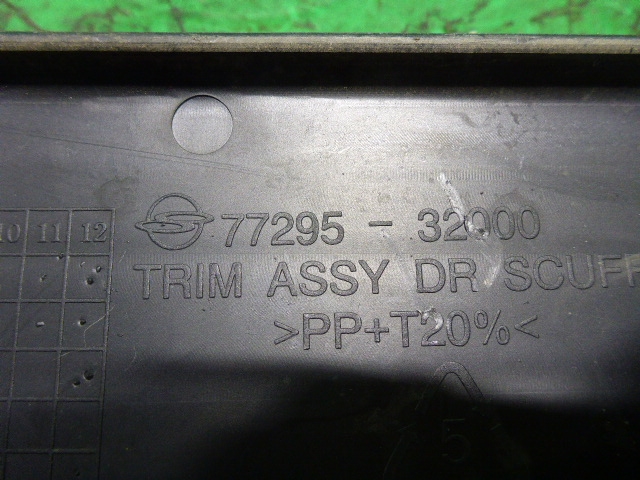 77295 - 32000
10 11 12
TRIM ASSY DR SCUFF
>PP+T20%<
5